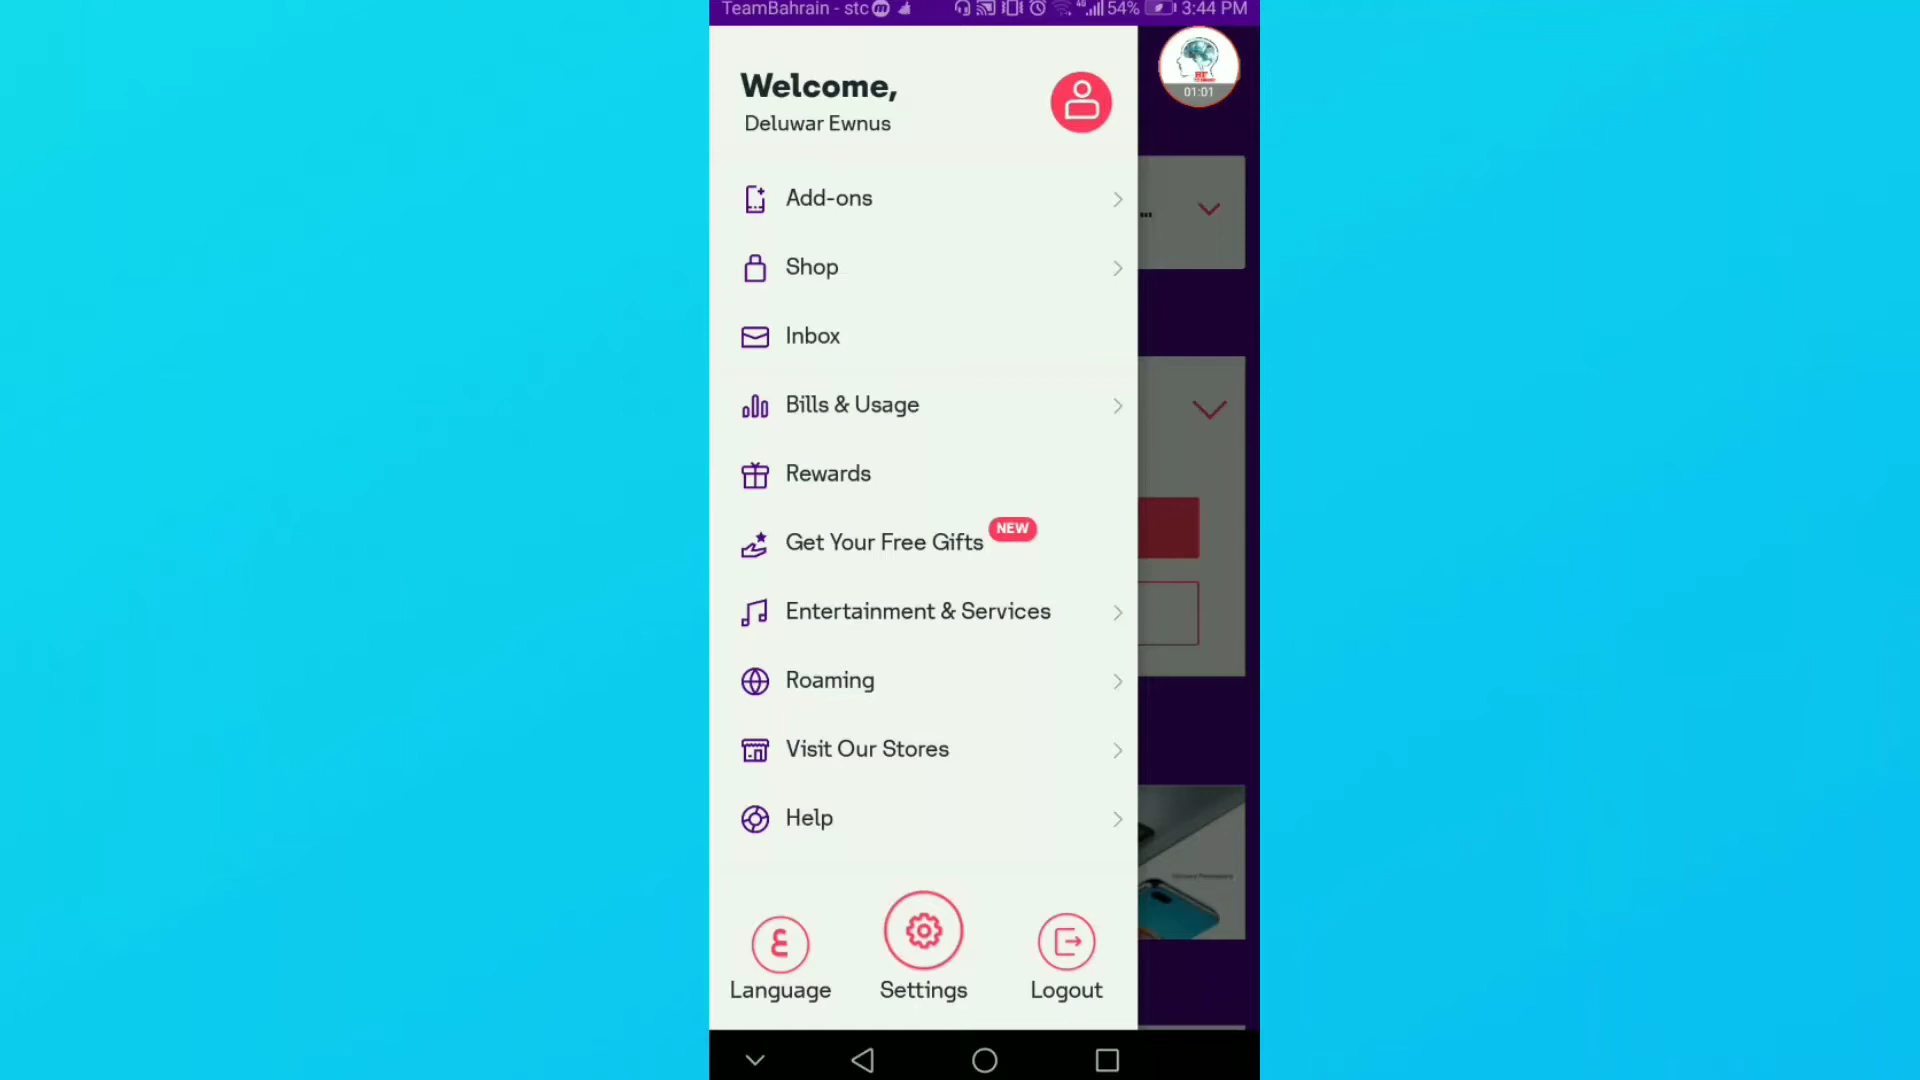 TeamBahrain - stc 54% 3:44 PM
01:01
Welcome,
Deluwar Ewnus
Add-ons
Shop
...
Inbox
Bills & Usage
Rewards
Get Your Free Gifts NEW
Entertainment & Services
Roaming
Visit Our Stores
Help
ع
Language
Settings
Logout